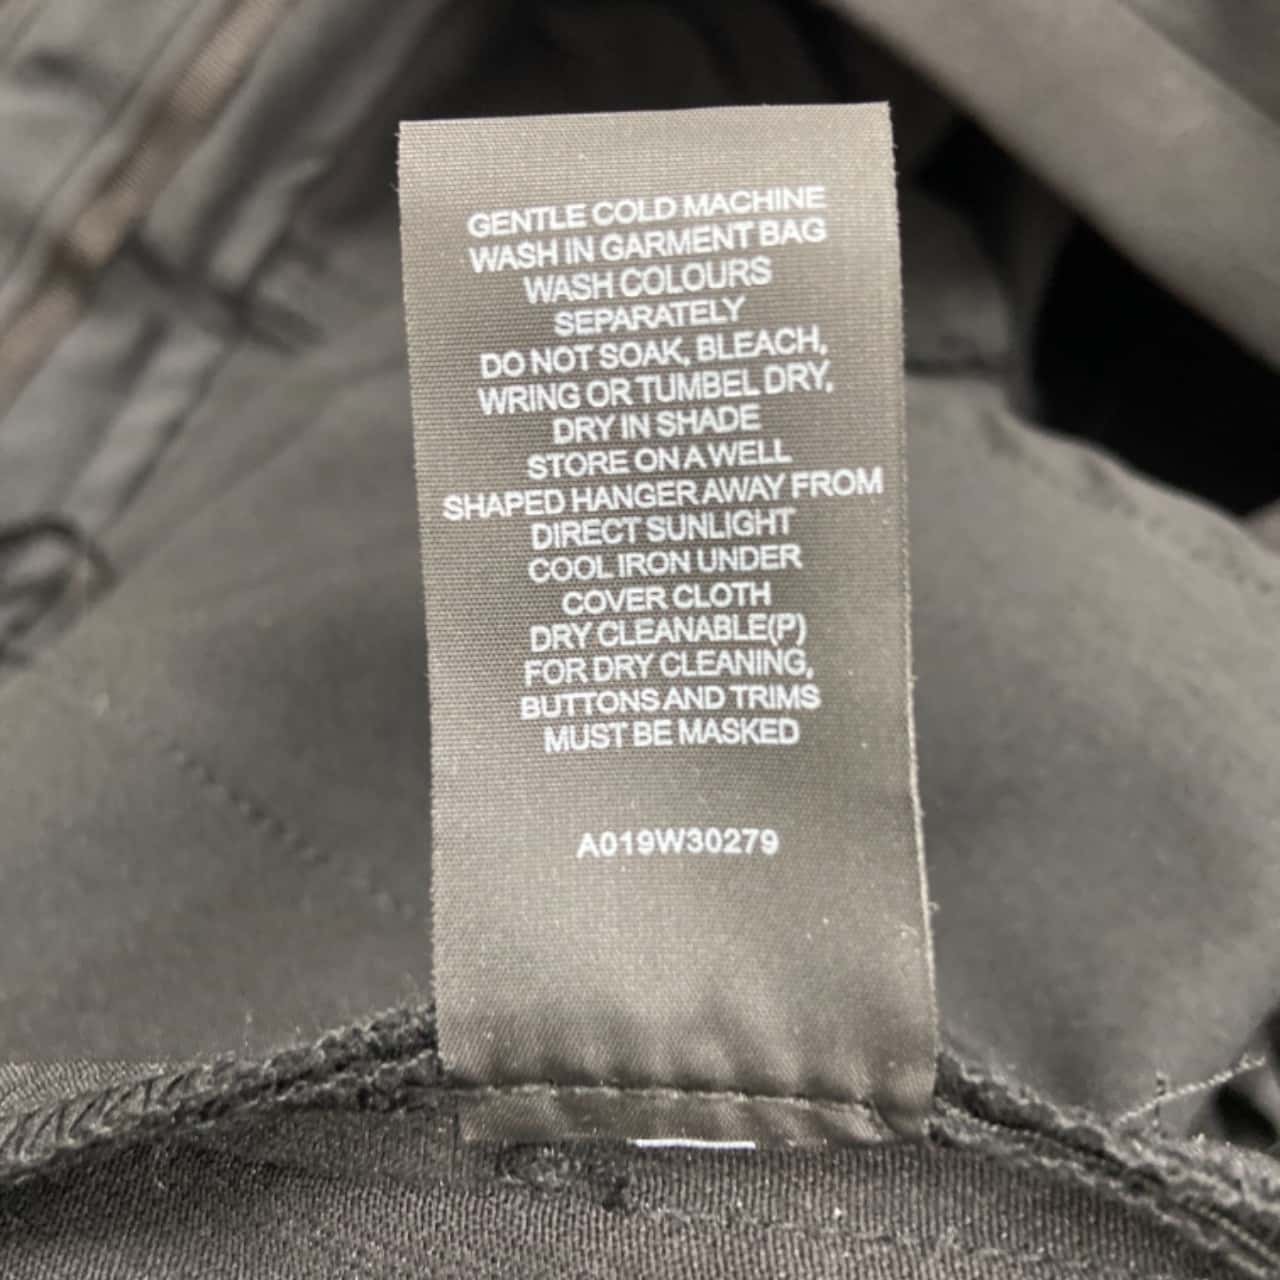 GENTLE COLD MACHINE
WASH IN GARMENT BAG
WASH COLOURS
SEPARATELY
DO NOT SOAK, BLEACH,
WRING OR TUMBEL DRY,
DRY IN SHADE
STORE ON A WELL
SHAPED HANGER AWAY FROM
DIRECT SUNLIGHT
COOL IRON UNDER
COVER CLOTH
DRY CLEANABLE(P)
FOR DRY CLEANING,
BUTTONS AND TRIMS
MUST BE MASKED
A019W30279